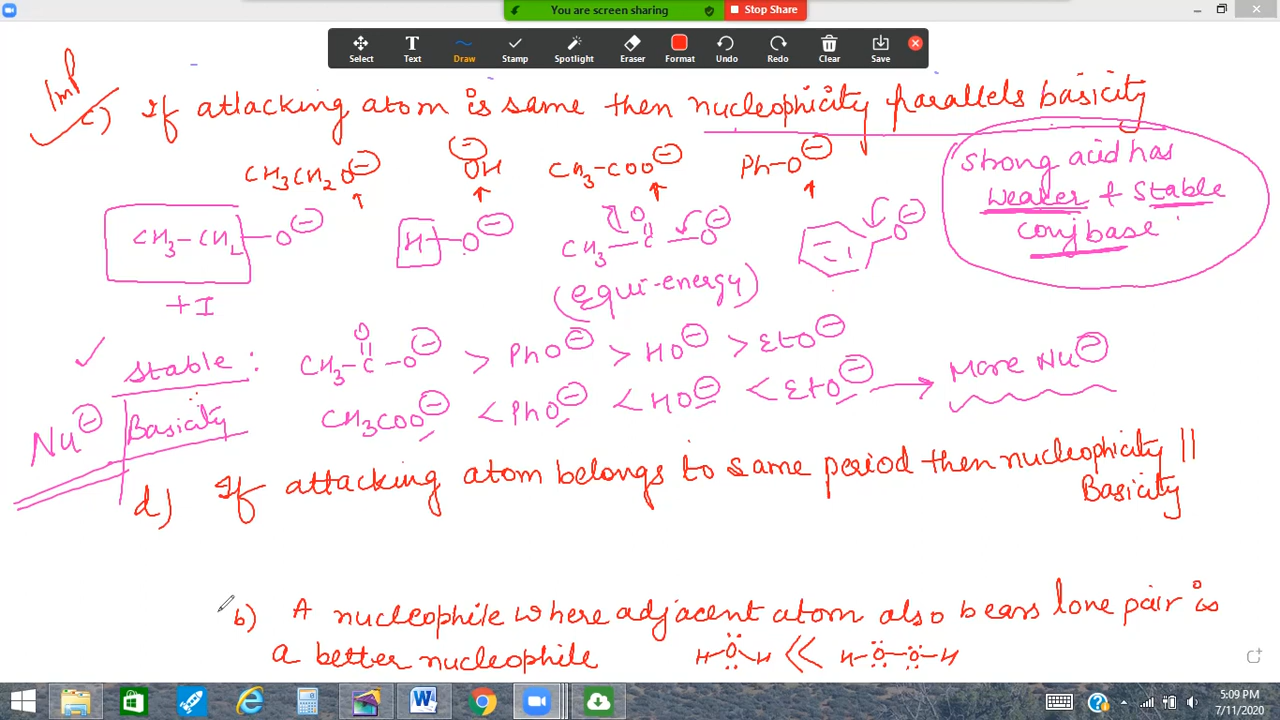 You are screen sharing
Stop Share
Select Text Draw Stamp Spotlight Eraser Format Undo Redo Clear Save
Imp
c) If attacking atom is same then nucleophicity parallels basicity
CH3CH2O⊖ ⊖OH CH3-COO⊖ Ph-O⊖
Strong acid has
weaker & stable
conj base
CH3-CH2-O⊖ H-O⊖ CH3-C-O⊖ O O⊖
+I
(equi-energy)
Stable : CH3-C-O⊖ > PhO⊖ > HO⊖ > EtO⊖
O
Nu⊖ Basicity CH3COO⊖ < PhO⊖ < HO⊖ < EtO⊖ → More Nu⊖
d) If attacking atom belongs to same period then nucleophicity ||
Basicity
b) A nucleophile where adjacent atom also bears lone pair is
a better nucleophile H-O-H << H-O-O-H
5:09 PM
7/11/2020